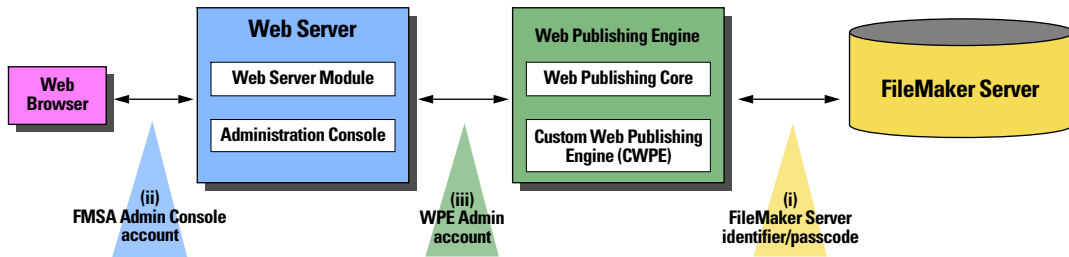 Web
Browser
Web Server
Web Server Module
Administration Console
Web Publishing Engine
Web Publishing Core
Custom Web Publishing
Engine (CWPE)
FileMaker Server
(ii)
FMSA Admin Console
account
(iii)
WPE Admin
account
(i)
FileMaker Server
identifier/passcode